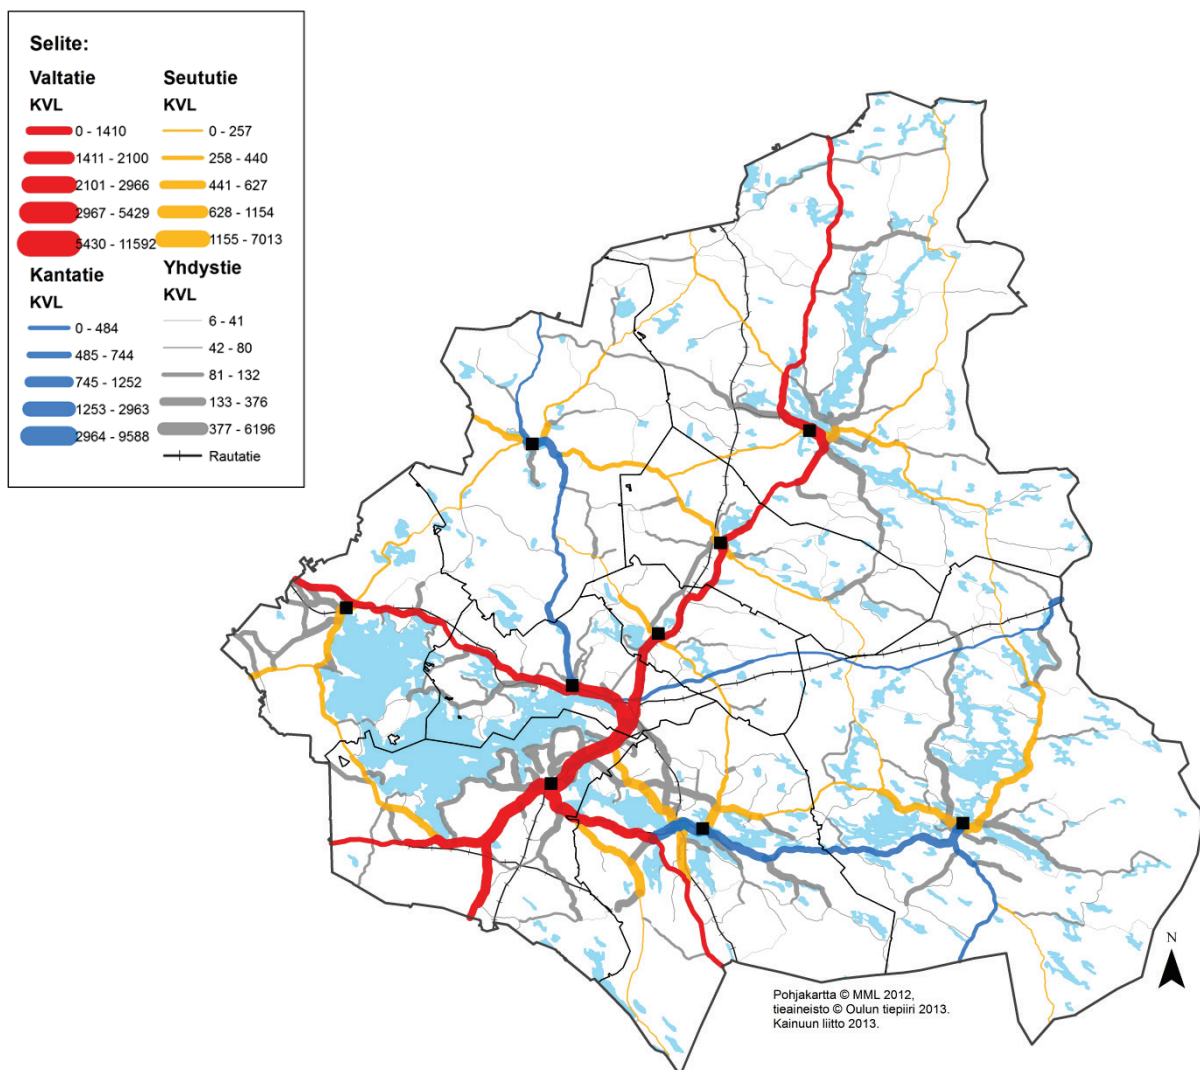 Selite:
Valtatie
KVL
0 - 1410
1411 - 2100
2101 - 2966
2967 - 5429
5430 - 11592
Kantatie
KVL
0 - 484
485 - 744
745 - 1252
1253 - 2963
2964 - 9588
Seututie
KVL
0 - 257
258 - 440
441 - 627
628 - 1154
1155 - 7013
Yhdystie
KVL
6 - 41
42 - 80
81 - 132
133 - 376
377 - 6196
Rautatie
N
Pohjakartta © MML 2012,
tieaineisto © Oulun tiepiiri 2013.
Kainuun liitto 2013.